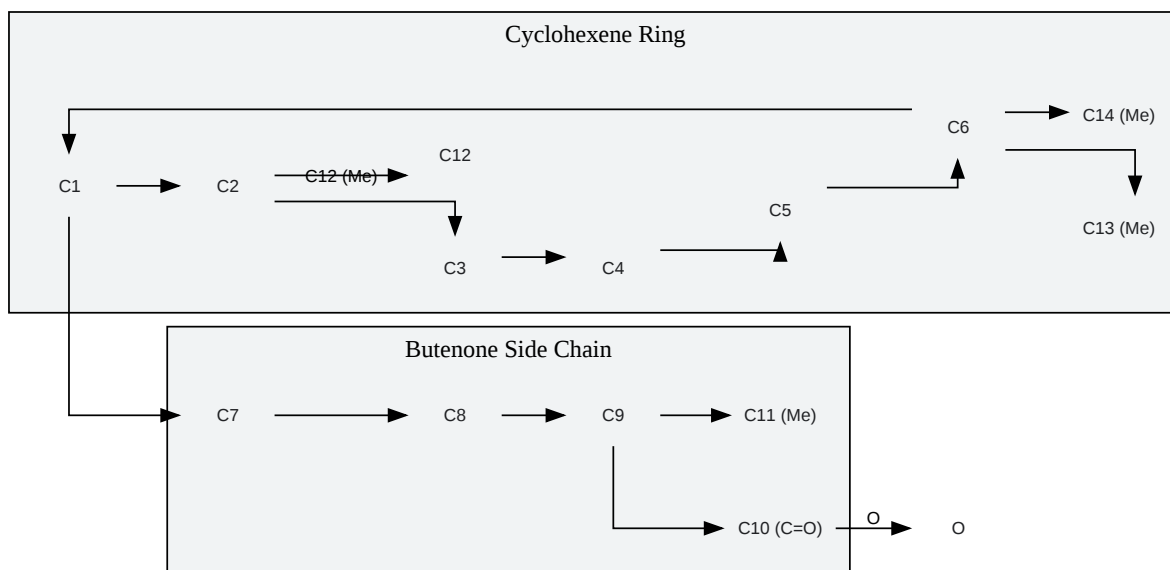 Cyclohexene Ring
C14 (Me)
C6
C12
C12 (Me)
C1
C2
C5
C13 (Me)
C3
C4
Butenone Side Chain
C7
C8
C9
C11 (Me)
O
C10 (C=O)
O